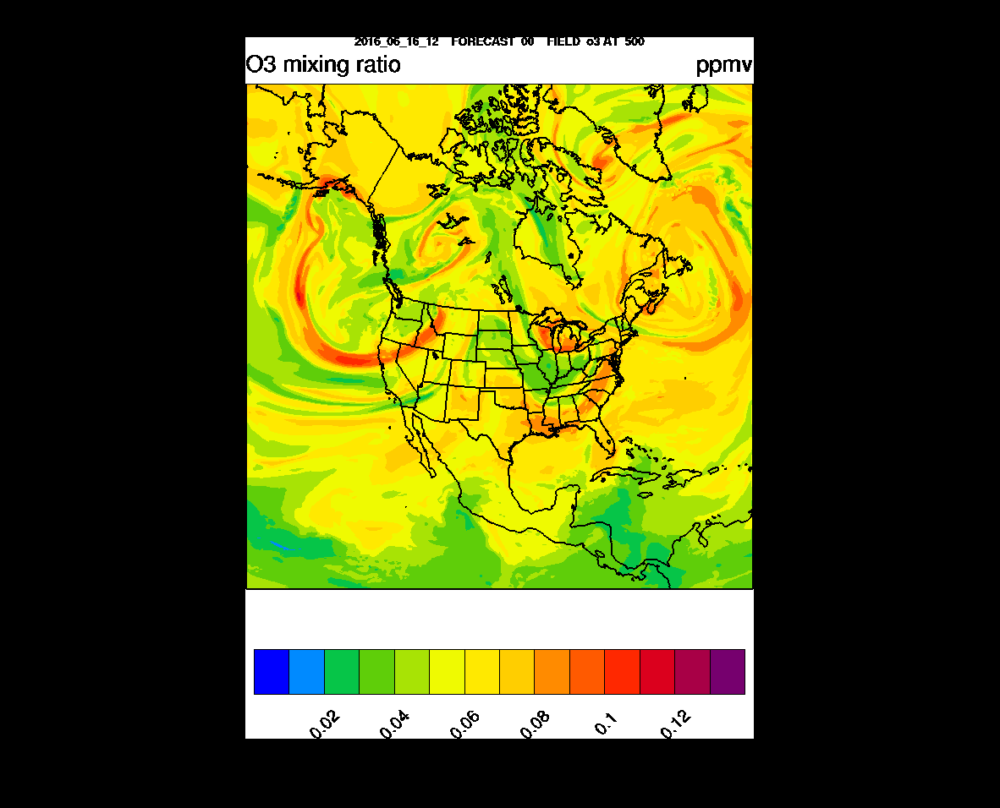 2016_06_16_12 FORECAST 00 FIELD o3 AT 500
O3 mixing ratio ppmv
0.02 0.04 0.06 0.08 0.1 0.12